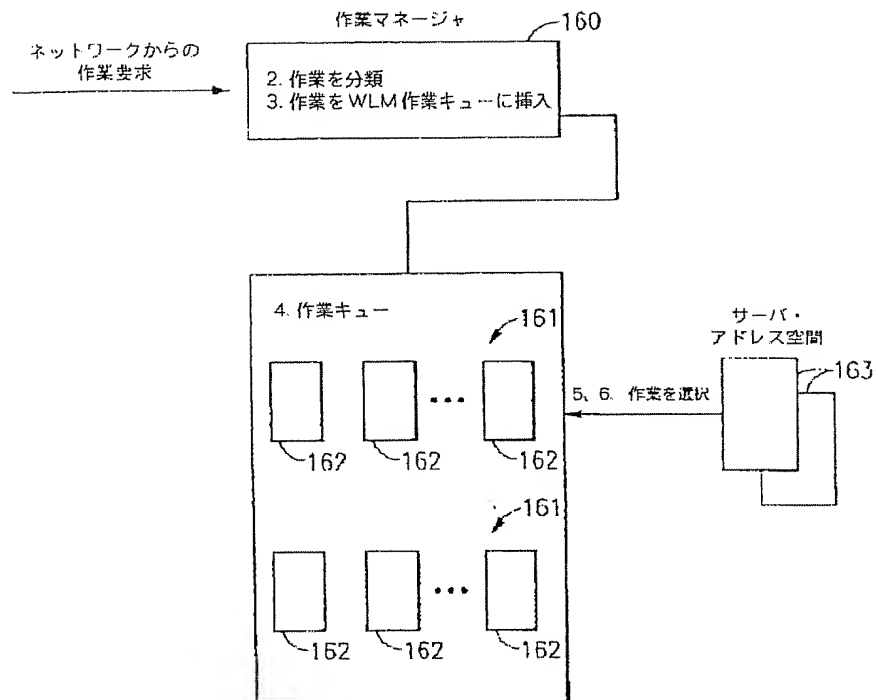 作業マネージャ
160
ネットワークからの
作業要求
2. 作業を分類
3. 作業をWLM作業キューに挿入
4. 作業キュー
161
サーバ・
アドレス空間
163
5、6. 作業を選択
162
162
162
161
162
162
162